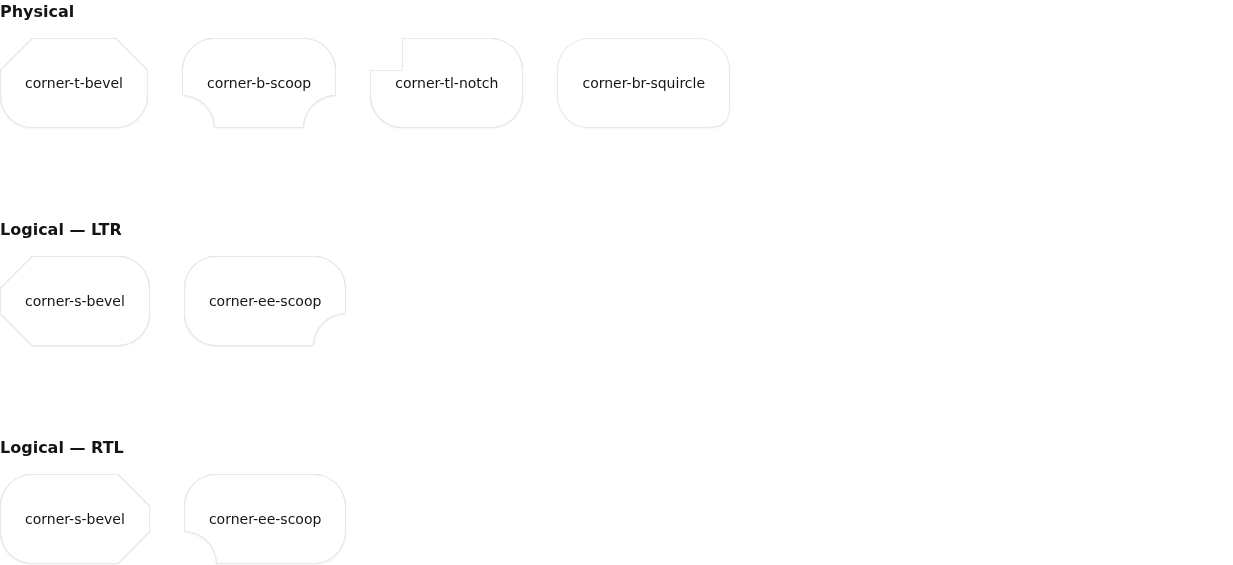 Physical
corner-t-bevel corner-b-scoop corner-tl-notch corner-br-squircle
Logical — LTR
corner-s-bevel corner-ee-scoop
Logical — RTL
corner-s-bevel corner-ee-scoop